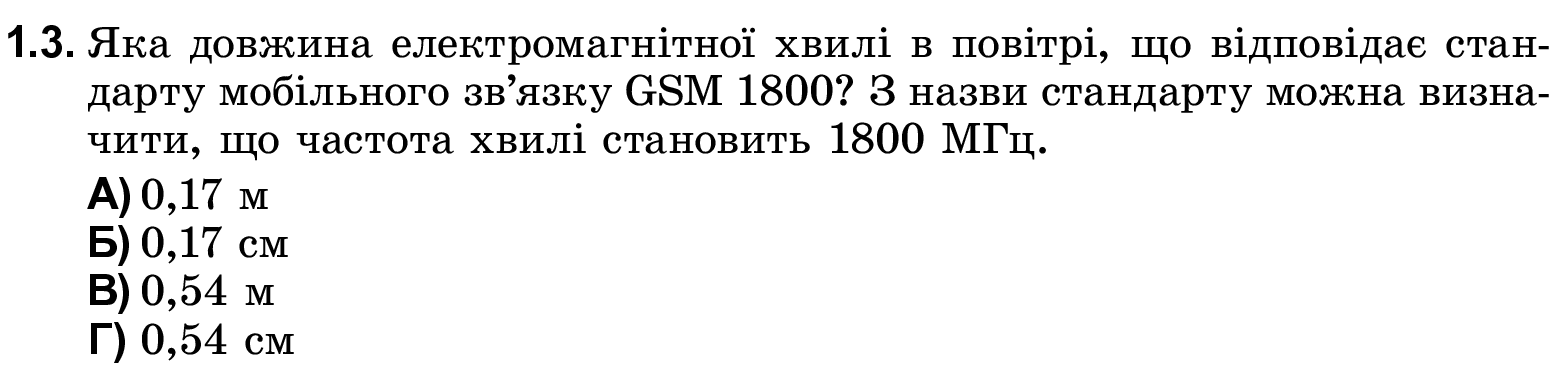 1.3. Яка довжина електромагнітної хвилі в повітрі, що відповідає стан-
дарту мобільного зв’язку GSM 1800? З назви стандарту можна визна-
чити, що частота хвилі становить 1800 МГц.
А) 0,17 м
Б) 0,17 см
В) 0,54 м
Г) 0,54 см